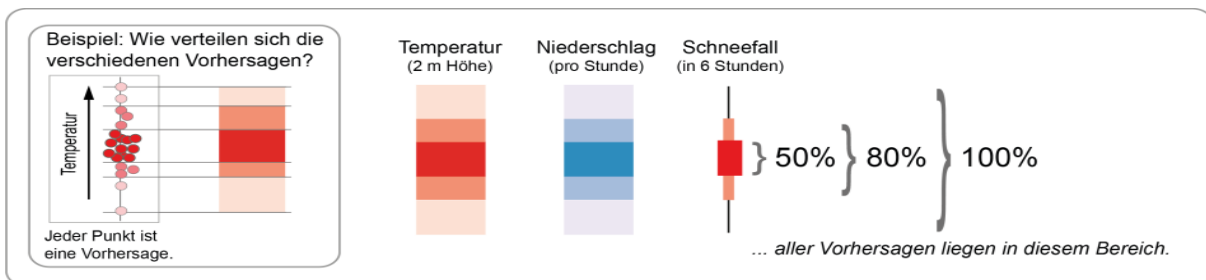 Beispiel: Wie verteilen sich die
verschiedenen Vorhersagen?
Temperatur
Jeder Punkt ist
eine Vorhersage.
Temperatur
(2 m Höhe)
Niederschlag
(pro Stunde)
Schneefall
(in 6 Stunden)
} 50% } 80% } 100%
... aller Vorhersagen liegen in diesem Bereich.